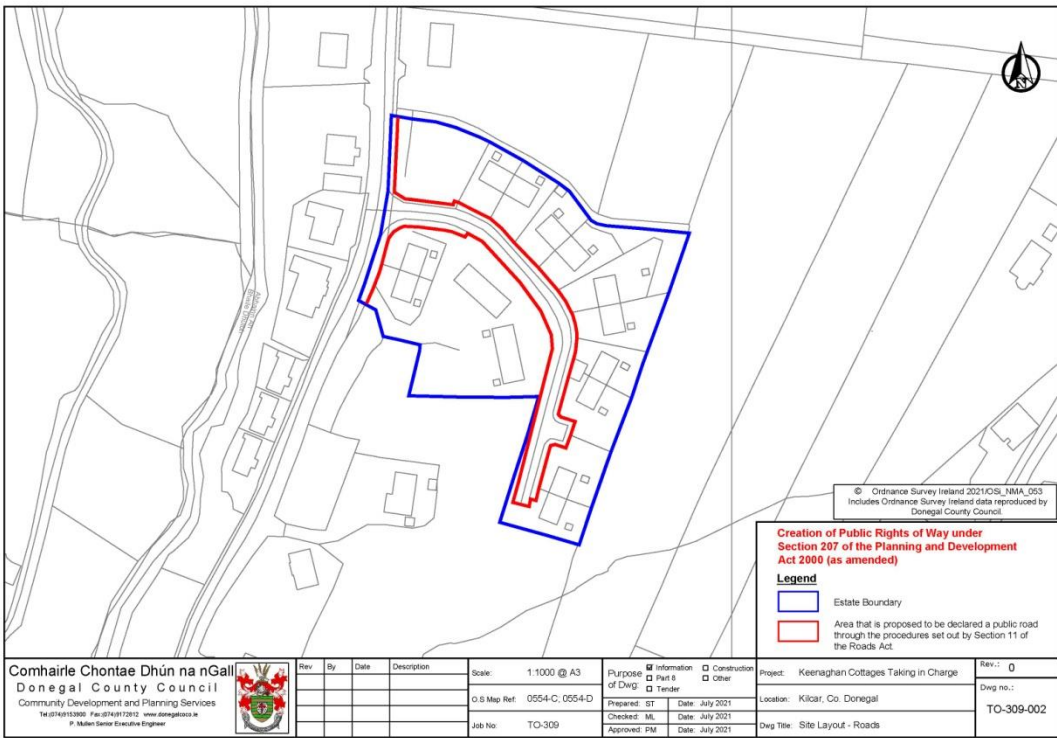 N
© Ordnance Survey Ireland 2021/OSi_NMA_053
Includes Ordnance Survey Ireland data reproduced by
Donegal County Council.
Creation of Public Rights of Way under
Section 207 of the Planning and Development
Act 2000 (as amended)
Legend
Estate Boundary
Area that is proposed to be declared a public road
through the procedures set out by Section 11 of
the Roads Act.
Comhairle Chontae Dhún na nGall
Donegal County Council
Community Development and Planning Services
Tel:(074)9153900 Fax:(074)9172812 www.donegalcoco.ie
P. Mullen Senior Executive Engineer
Rev By Date Description
Scale: 1:1000 @ A3
O.S Map Ref: 0554-C; 0554-D
Job No: TO-309
Purpose of Dwg:
Information Construction
Part 8 Other
Tender
Prepared: ST Date: July 2021
Checked: ML Date: July 2021
Approved: PM Date: July 2021
Project: Keenaghan Cottages Taking in Charge
Location: Kilcar, Co. Donegal
Dwg Title: Site Layout - Roads
Rev.: 0
Dwg no.:
TO-309-002